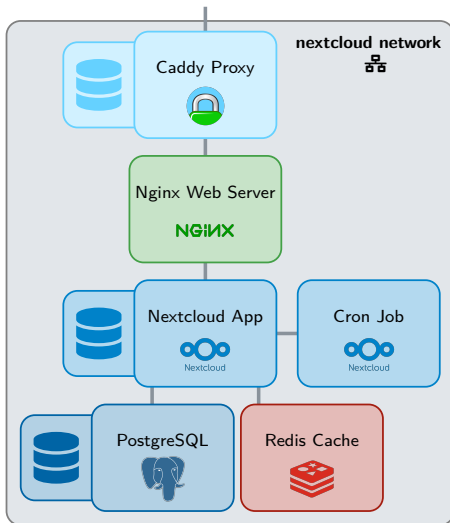 nextcloud network
Caddy Proxy
Nginx Web Server
NGINX
Nextcloud App
Nextcloud
Cron Job
Nextcloud
PostgreSQL
Redis Cache